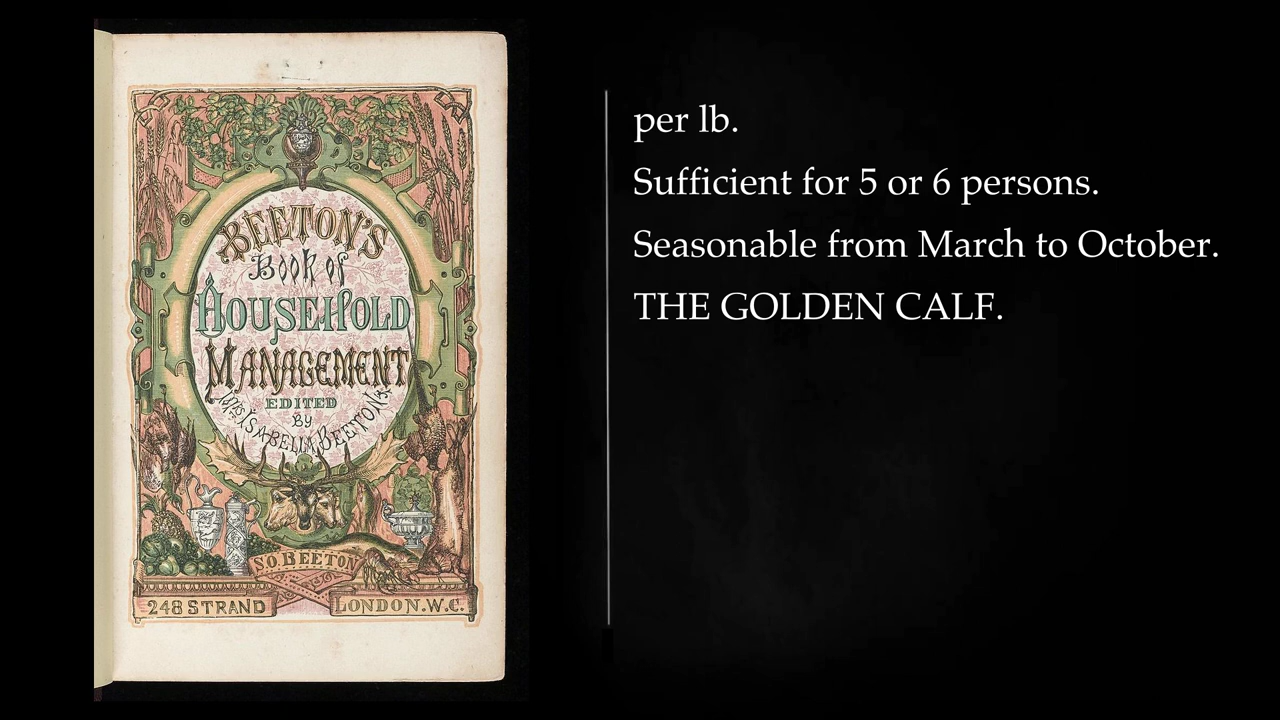 BEETON'S
Book of
HOUSEHOLD
MANAGEMENT
EDITED
BY
MRS ISABELLA BEETON
S.O. BEETON
248 STRAND
LONDON.W.C.
per lb.
Sufficient for 5 or 6 persons.
Seasonable from March to October.
THE GOLDEN CALF.